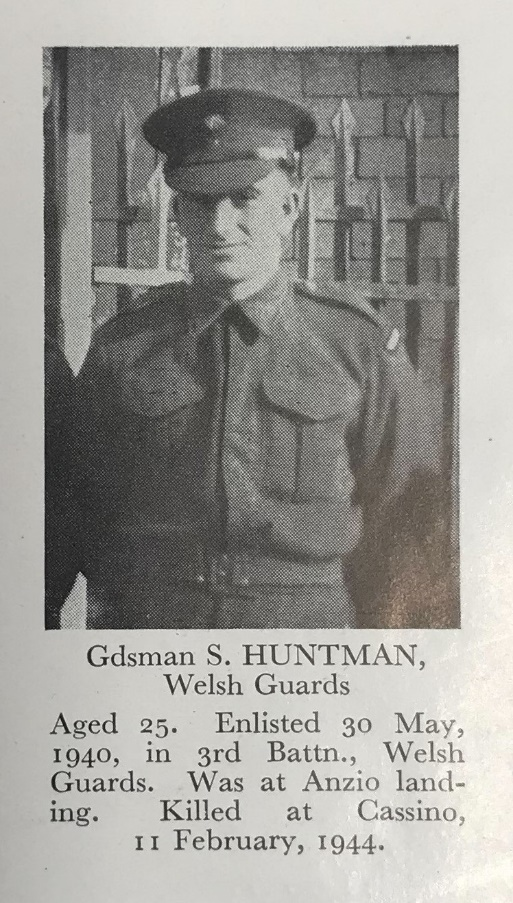 Gdsman S. HUNTMAN,
Welsh Guards
Aged 25. Enlisted 30 May,
1940, in 3rd Battn., Welsh
Guards. Was at Anzio land-
ing. Killed at Cassino,
11 February, 1944.